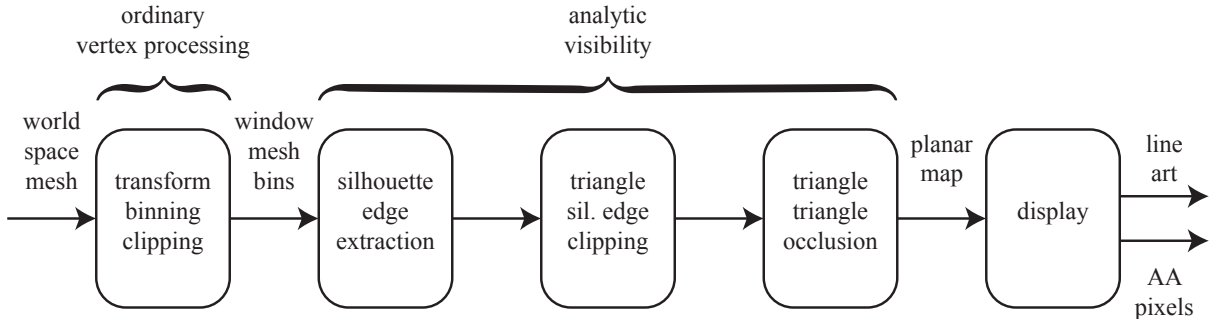 ordinary
vertex processing
analytic
visibility
world
space
mesh
transform
binning
clipping
window
mesh
bins
silhouette
edge
extraction
triangle
sil. edge
clipping
triangle
triangle
occlusion
planar
map
display
line
art
AA
pixels